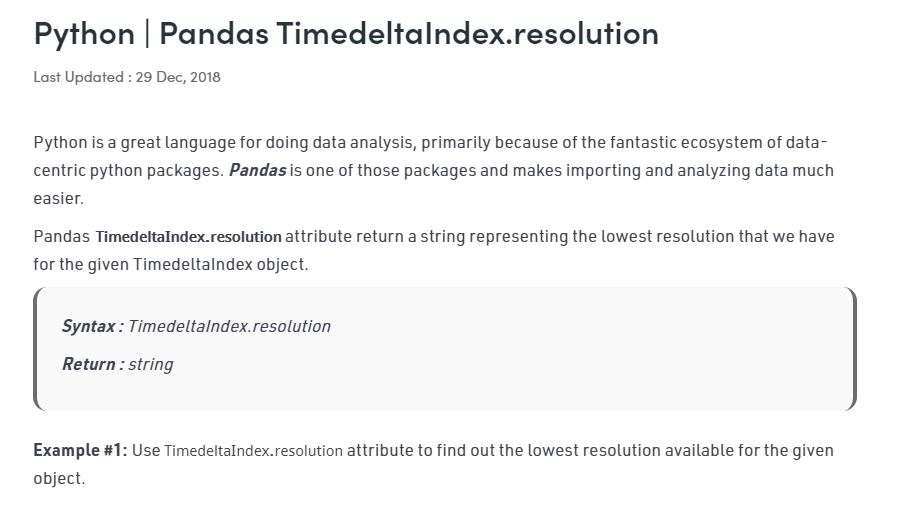 Python | Pandas TimedeltaIndex.resolution
Last Updated : 29 Dec, 2018
Python is a great language for doing data analysis, primarily because of the fantastic ecosystem of data-
centric python packages. Pandas is one of those packages and makes importing and analyzing data much
easier.
Pandas TimedeltaIndex.resolution attribute return a string representing the lowest resolution that we have
for the given TimedeltaIndex object.
Syntax : TimedeltaIndex.resolution
Return : string
Example #1: Use TimedeltaIndex.resolution attribute to find out the lowest resolution available for the given
object.